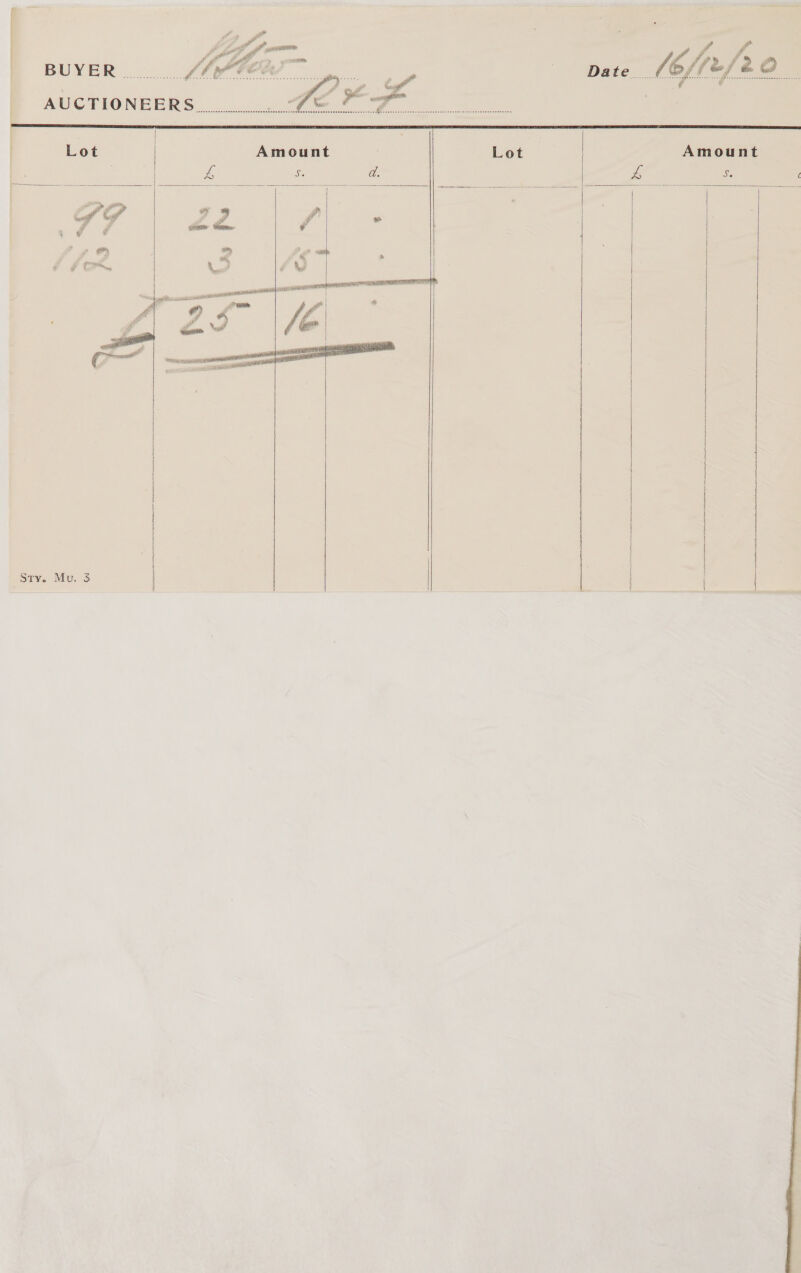 BUYER
Date 16/12/20
AUCTIONEERS R & F
Lot Amount Lot Amount
£ s. d. £ s.
99 22 1 -
112 3 15 -
£ 25 16 -
Sty. Mu. 3